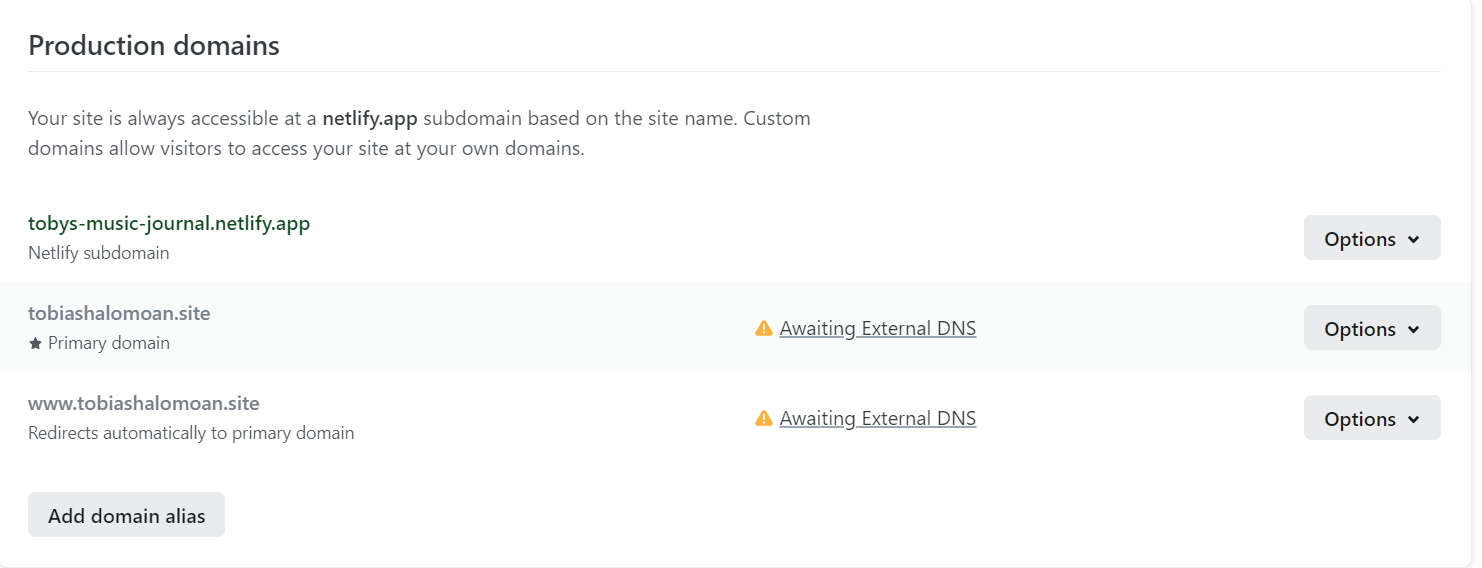 Production domains
Your site is always accessible at a netlify.app subdomain based on the site name. Custom
domains allow visitors to access your site at your own domains.
tobys-music-journal.netlify.app
Netlify subdomain
Options
tobiashalomoan.site
Primary domain
Awaiting External DNS
Options
www.tobiashalomoan.site
Redirects automatically to primary domain
Awaiting External DNS
Options
Add domain alias